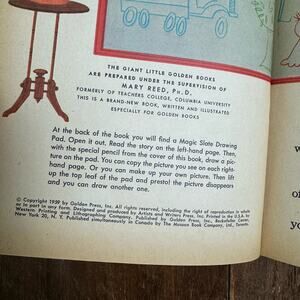 THE GIANT LITTLE GOLDEN BOOKS
ARE PREPARED UNDER THE SUPERVISION OF
MARY REED, PH.D.
FORMERLY OF TEACHERS COLLEGE, COLUMBIA UNIVERSITY
THIS IS A BRAND-NEW BOOK, WRITTEN AND ILLUSTRATED
ESPECIALLY FOR GOLDEN BOOKS
At the back of the book you will find a Magic Slate Drawing
Pad. Open it out. Read the story on the left-hand page. Then,
with the special pencil from the cover of this book, draw a pic-
ture on the pad. You can copy the picture you see on each right-
hand page. Or you can make up your own picture. Then lift
up the top leaf of the pad and presto! the picture disappears
and you can draw another one.
© Copyright 1959 by Golden Press, Inc. All rights reserved, including the right of reproduction in whole
or in part in any form. Designed and produced by Artists and Writers Press, Inc. Printed in the U.S.A. by
Western Printing and Lithographing Company. Published by Golden Press, Inc., Rockefeller Center,
New York 20, N. Y. Published simultaneously in Canada by The Musson Book Company, Ltd., Toronto.
w
of
yo